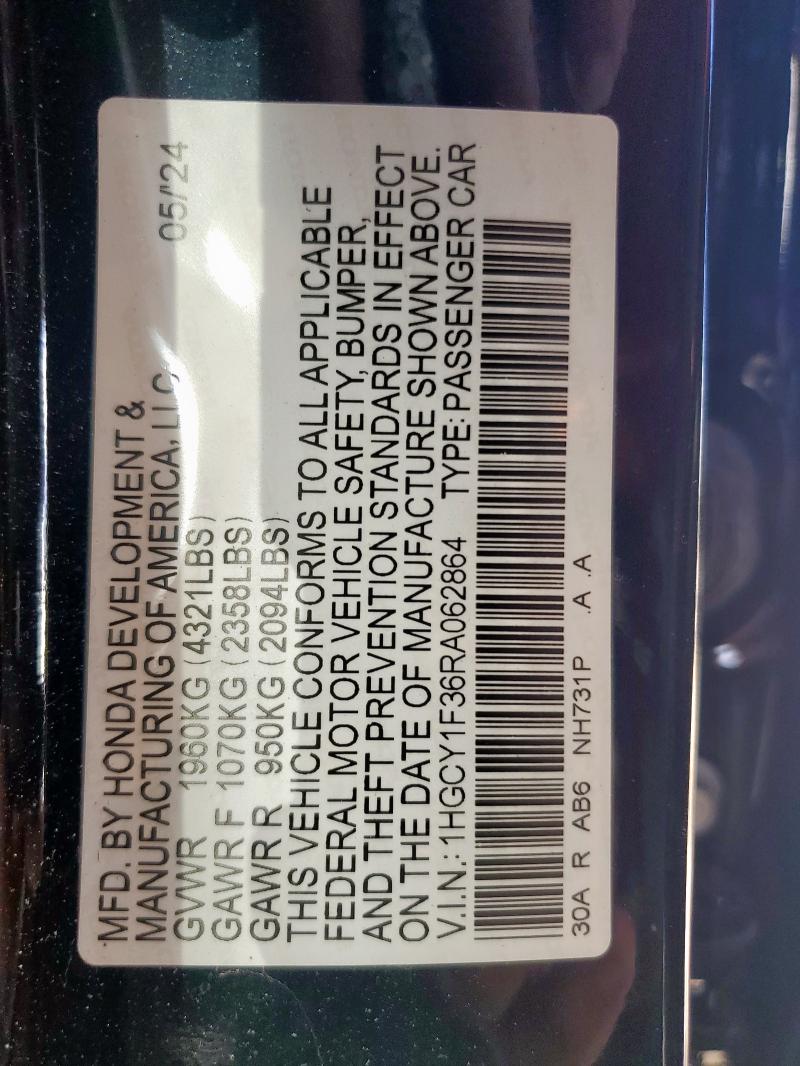 MFD. BY HONDA DEVELOPMENT &
MANUFACTURING OF AMERICA, LLC. 05/'24
GVWR 1960KG (4321LBS)
GAWR F 1070KG (2358LBS)
GAWR R 950KG (2094LBS)
THIS VEHICLE CONFORMS TO ALL APPLICABLE
FEDERAL MOTOR VEHICLE SAFETY, BUMPER,
AND THEFT PREVENTION STANDARDS IN EFFECT
ON THE DATE OF MANUFACTURE SHOWN ABOVE.
V.I.N.: 1HGCY1F36RA062864 TYPE: PASSENGER CAR
30A R AB6 NH731P .A .A